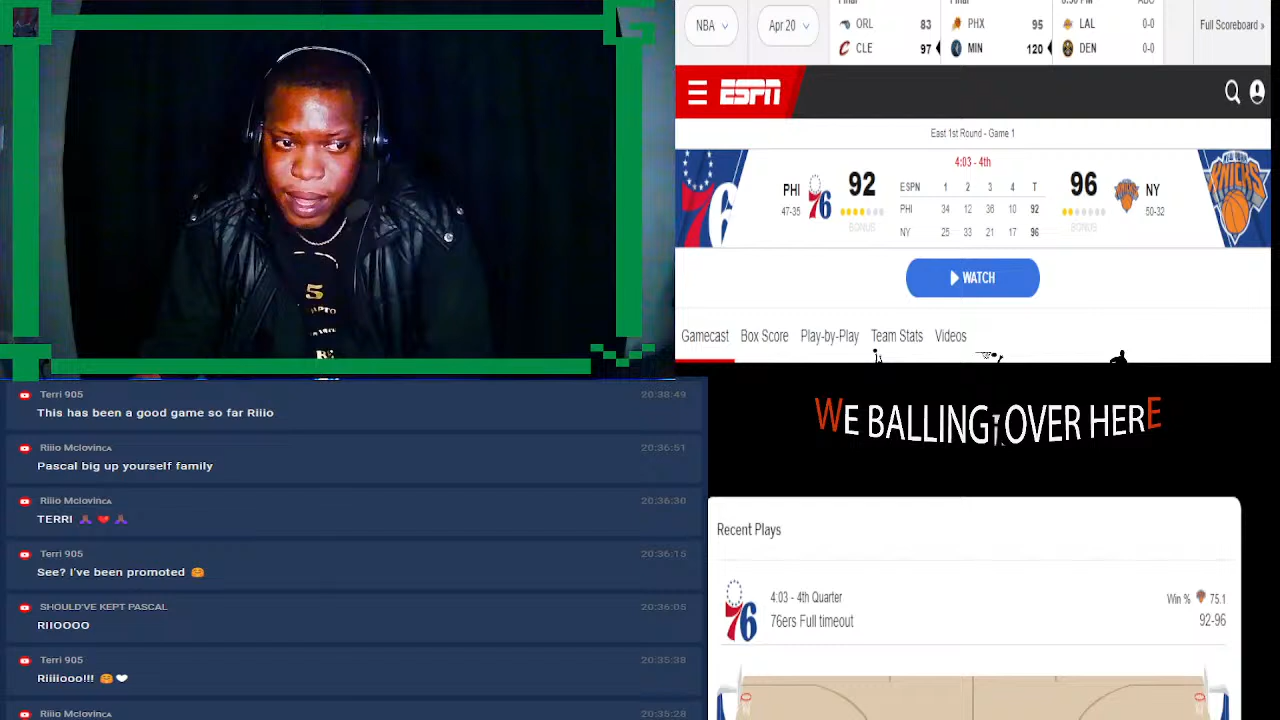 NBA
Apr 20
ORL 83
CLE 97
PHX 95
MIN 120
LAL 0-0
DEN 0-0
Full Scoreboard »
ESPN
East 1st Round - Game 1
4:03 - 4th
PHI
47-35
76
92
BONUS
ESPN 1 2 3 4 T
PHI 34 12 36 10 92
NY 25 33 21 17 96
96
BONUS
NY
50-32
KNICKS
WATCH
Gamecast Box Score Play-by-Play Team Stats Videos
5
Terri 905 20:38:49
This has been a good game so far Riiio
Riiio MclovinCA 20:36:51
Pascal big up yourself family
Riiio MclovinCA 20:36:30
TERRI
Terri 905 20:36:15
See? I've been promoted
SHOULD'VE KEPT PASCAL 20:36:05
RIIOOOO
Terri 905 20:35:38
Riiiiooo!!!
Riiio MclovinCA 20:35:28
WE BALLING OVER HERE
Recent Plays
76
4:03 - 4th Quarter
76ers Full timeout
Win % 75.1
92-96